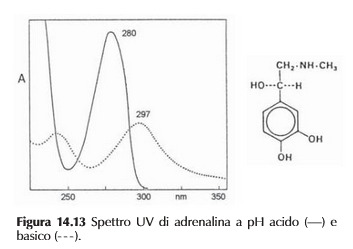 280
A
297
250
300
nm
350
CH₂·NH·CH₃
HO---C---H
OH
OH
Figura 14.13 Spettro UV di adrenalina a pH acido (—) e
basico (---).